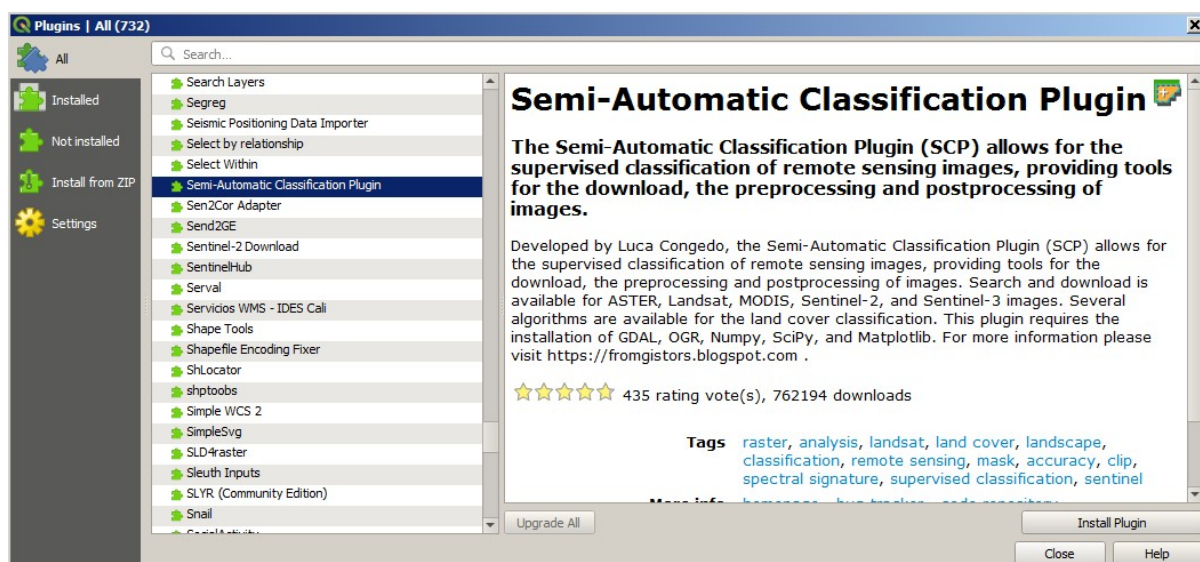 Plugins | All (732)
All
Installed
Not installed
Install from ZIP
Settings
Search...
Search Layers
Segreg
Seismic Positioning Data Importer
Select by relationship
Select Within
Semi-Automatic Classification Plugin
Sen2Cor Adapter
Send2GE
Sentinel-2 Download
SentinelHub
Serval
Servicios WMS - IDES Cali
Shape Tools
Shapefile Encoding Fixer
ShLocator
shptoobs
Simple WCS 2
SimpleSvg
SLD4raster
Sleuth Inputs
SLYR (Community Edition)
Snail
SocialActivity
Semi-Automatic Classification Plugin
The Semi-Automatic Classification Plugin (SCP) allows for the
supervised classification of remote sensing images, providing tools
for the download, the preprocessing and postprocessing of
images.
Developed by Luca Congedo, the Semi-Automatic Classification Plugin (SCP) allows for
the supervised classification of remote sensing images, providing tools for the
download, the preprocessing and postprocessing of images. Search and download is
available for ASTER, Landsat, MODIS, Sentinel-2, and Sentinel-3 images. Several
algorithms are available for the land cover classification. This plugin requires the
installation of GDAL, OGR, Numpy, SciPy, and Matplotlib. For more information please
visit https://fromgistors.blogspot.com .
435 rating vote(s), 762194 downloads
Tags raster, analysis, landsat, land cover, landscape,
classification, remote sensing, mask, accuracy, clip,
spectral signature, supervised classification, sentinel
More info homepage bug tracker code repository
Upgrade All
Install Plugin
Close
Help